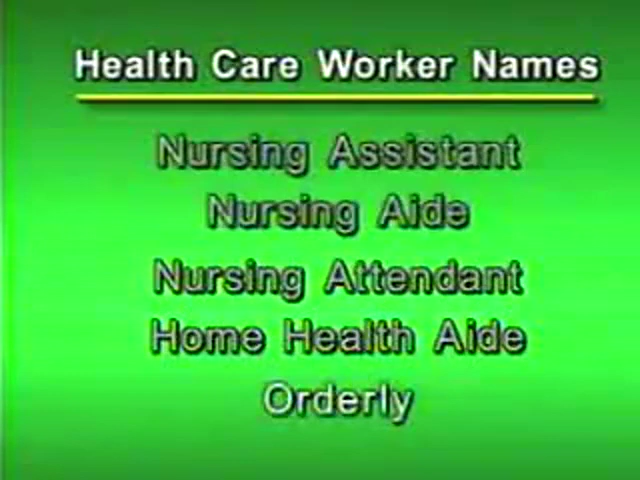 Health Care Worker Names
Nursing Assistant
Nursing Aide
Nursing Attendant
Home Health Aide
Orderly